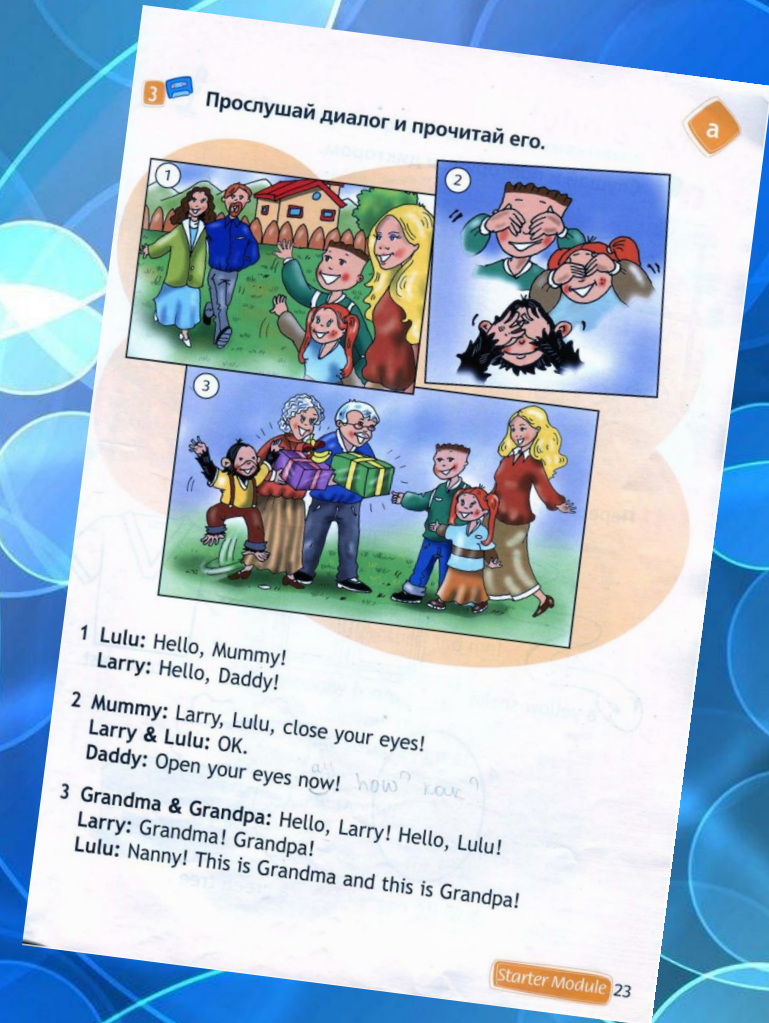 3
Прослушай диалог и прочитай его.
a
1
2
3
1 Lulu: Hello, Mummy!
Larry: Hello, Daddy!
2 Mummy: Larry, Lulu, close your eyes!
Larry & Lulu: OK.
Daddy: Open your eyes now! how? как?
3 Grandma & Grandpa: Hello, Larry! Hello, Lulu!
Larry: Grandma! Grandpa!
Lulu: Nanny! This is Grandma and this is Grandpa!
Starter Module 23